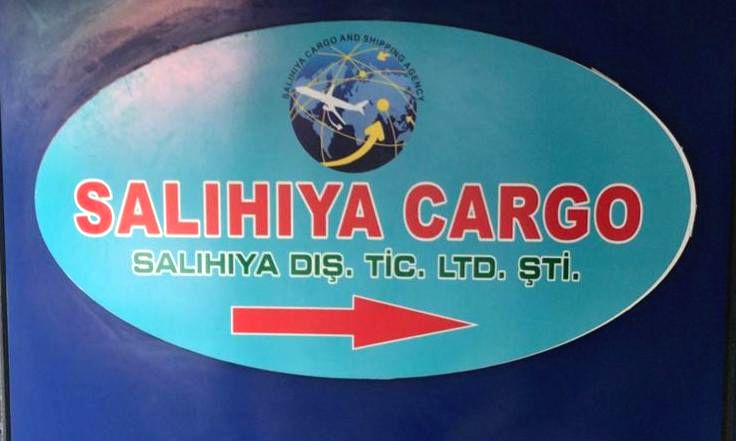 SALIHIYA CARGO AND SHIPPING AGENCY
SALIHIYA CARGO
SALIHIYA DIŞ. TİC. LTD. ŞTİ.